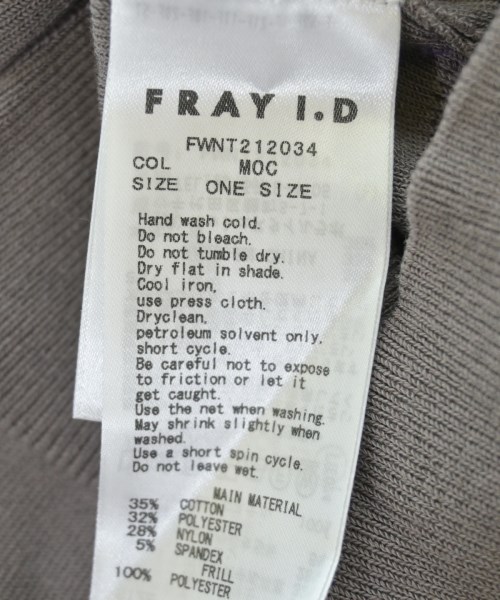 FRAY I.D
FWNT212034
COL MOC
SIZE ONE SIZE
Hand wash cold.
Do not bleach.
Do not tumble dry.
Dry flat in shade.
Cool iron,
use press cloth.
Dryclean,
petroleum solvent only,
short cycle.
Be careful not to expose
to friction or let it
get caught.
Use the net when washing.
May shrink slightly when
washed.
Use a short spin cycle.
Do not leave wet.
MAIN MATERIAL
35% COTTON
32% POLYESTER
28% NYLON
5% SPANDEX
FRILL
100% POLYESTER